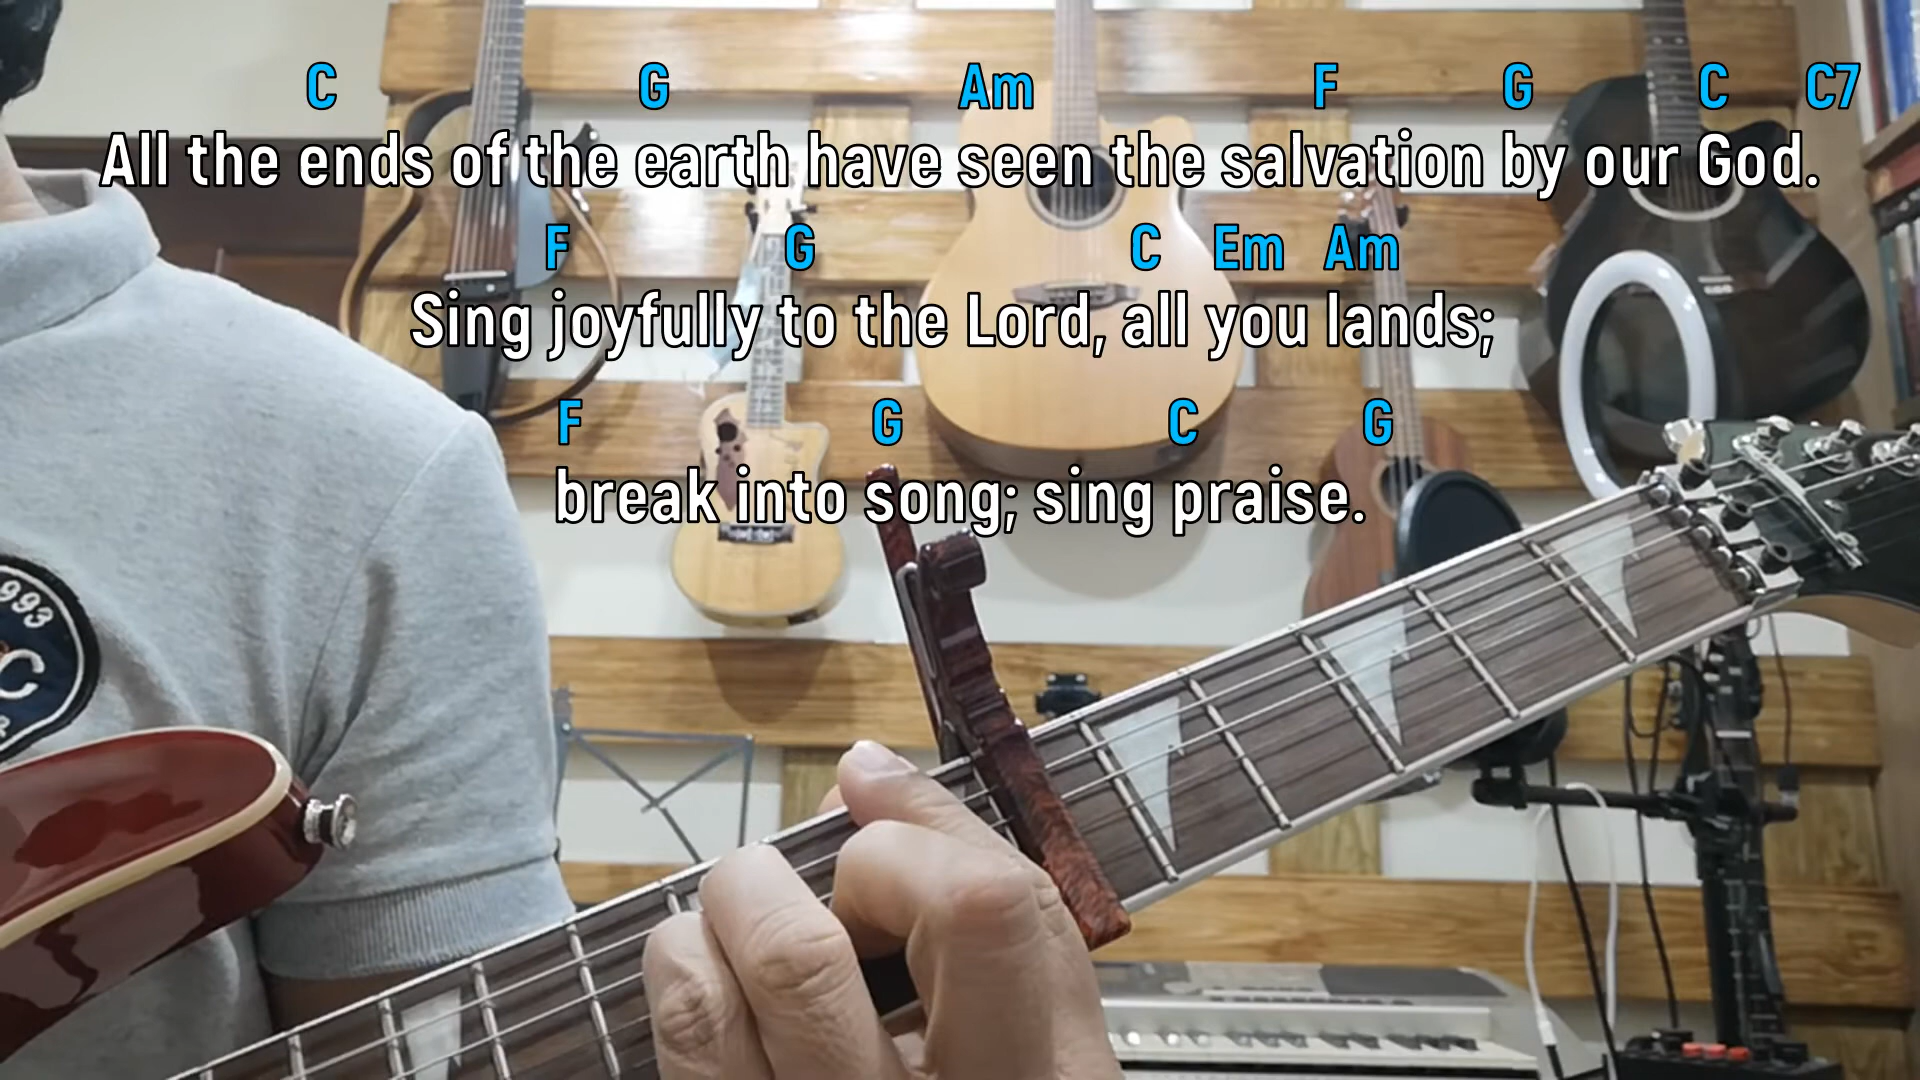 C G Am F G C C7
All the ends of the earth have seen the salvation by our God.
F G C Em Am
Sing joyfully to the Lord, all you lands;
F G C G
break into song; sing praise.
1993
C
&